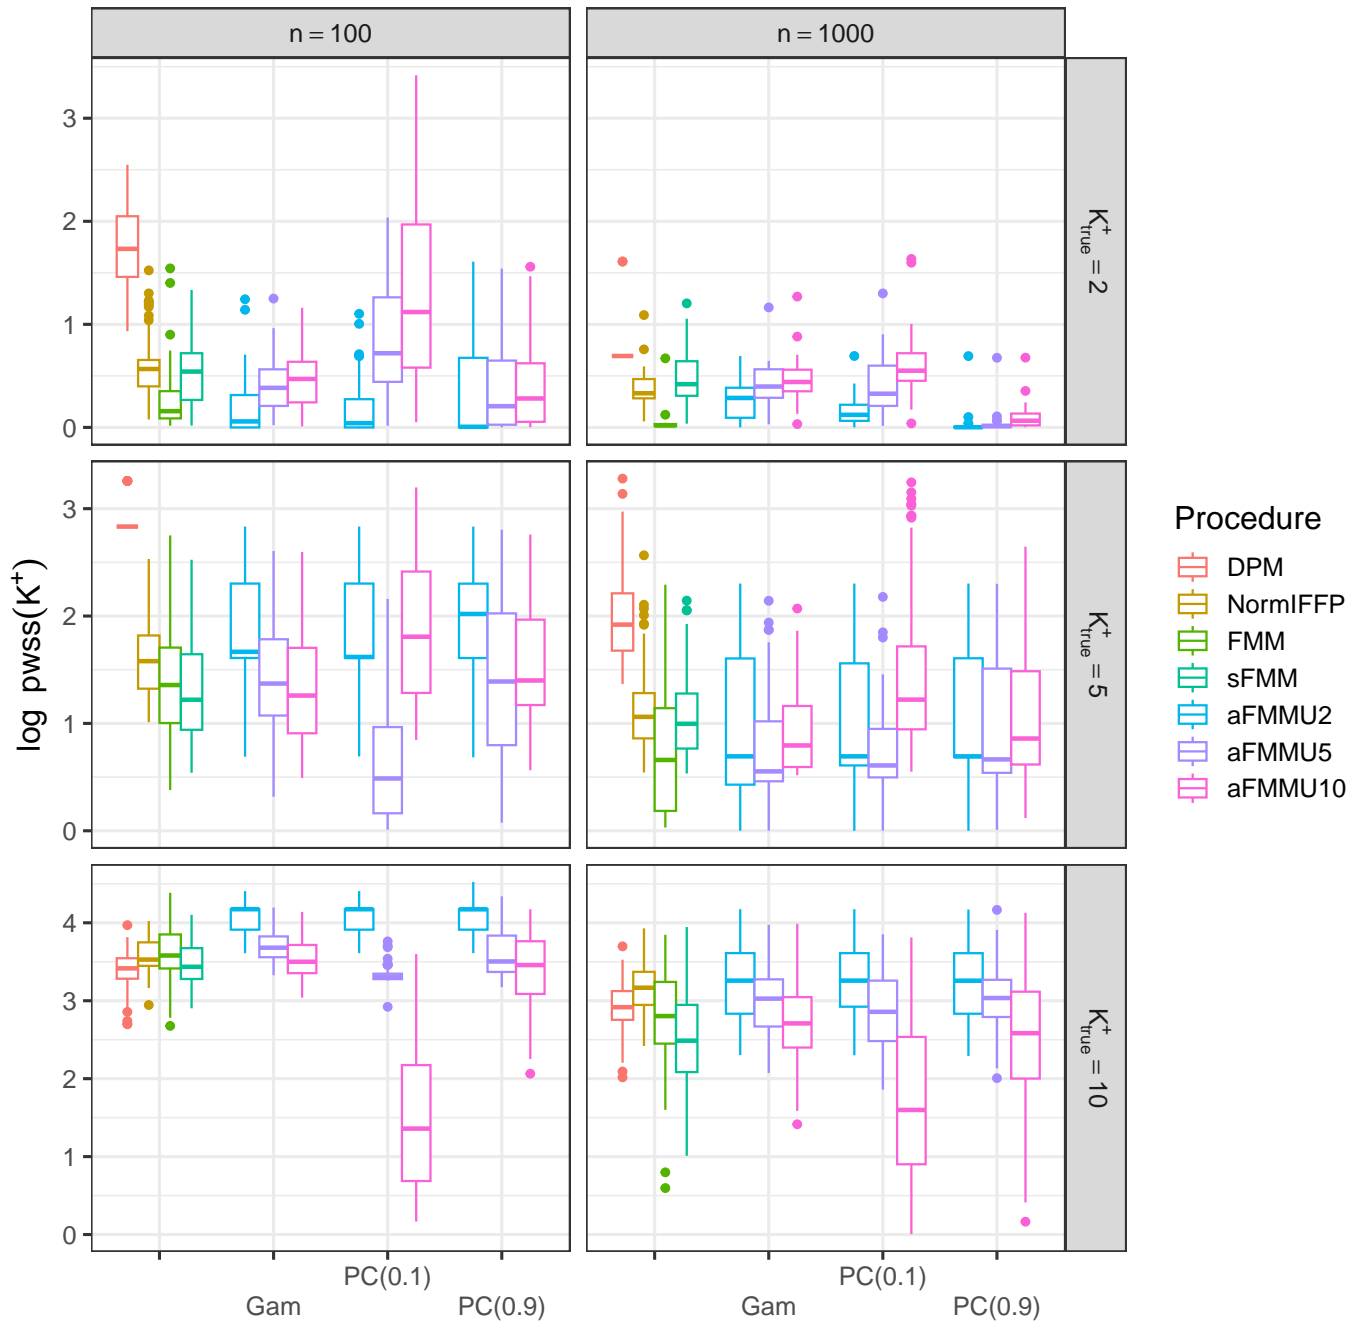 n = 100
n = 1000
3
2
1
0
K⁺true = 2
3
2
1
0
K⁺true = 5
4
3
2
1
0
K⁺true = 10
log pwss(K⁺)
PC(0.1)
PC(0.1)
Gam
PC(0.9)
Gam
PC(0.9)
Procedure
DPM
NormIFFP
FMM
sFMM
aFMMU2
aFMMU5
aFMMU10